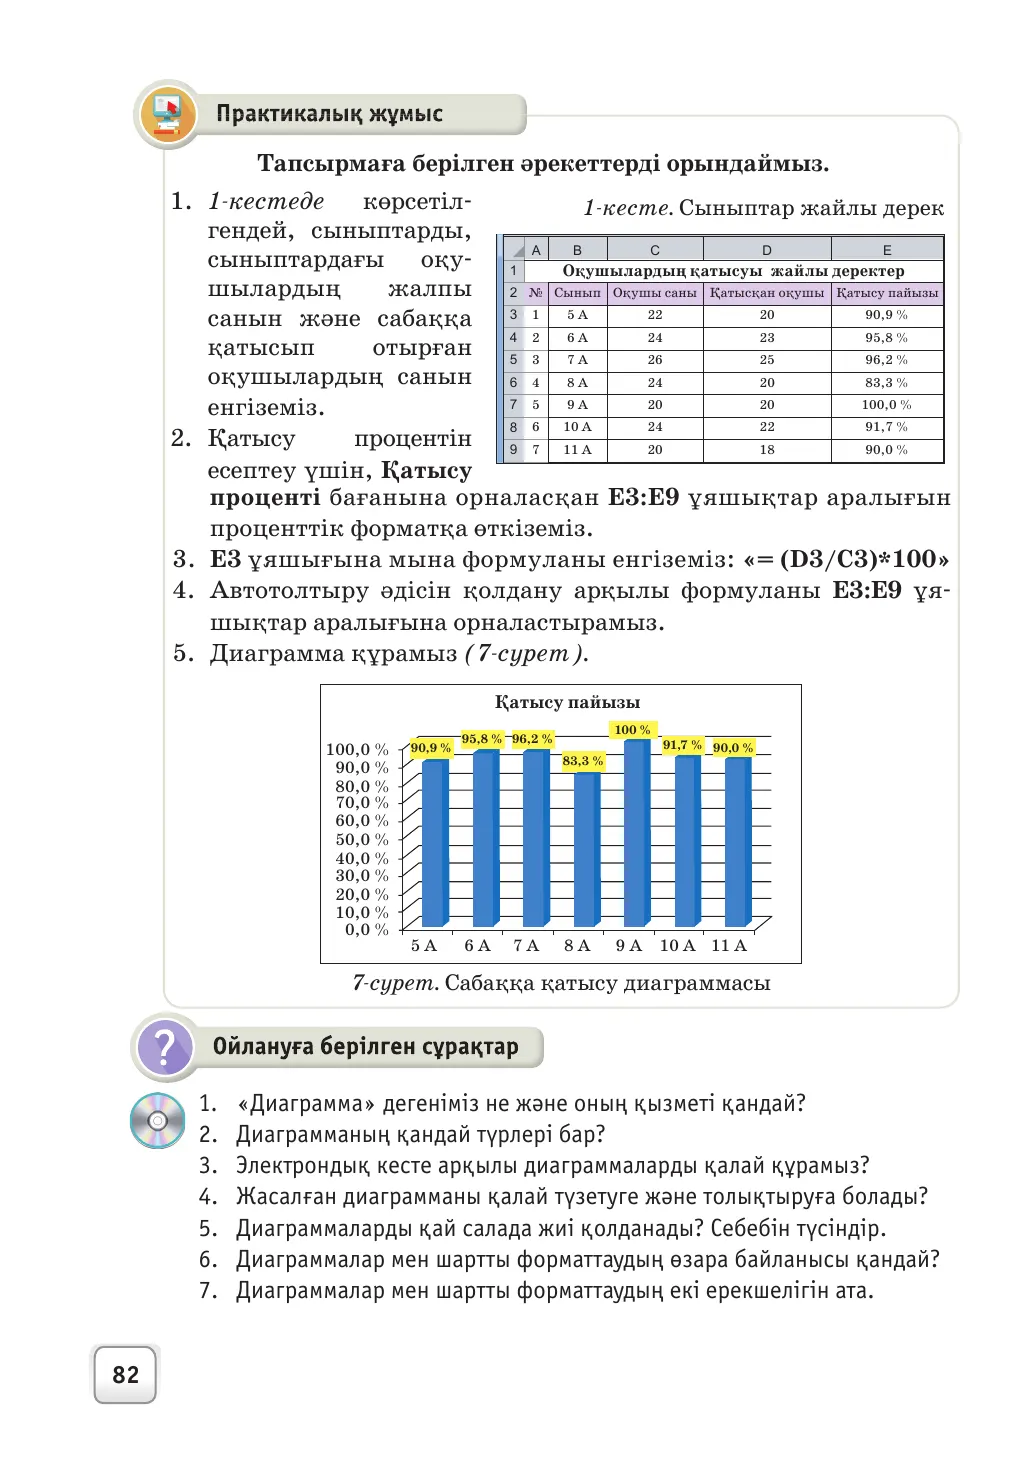 Практикалық жұмыс
Тапсырмаға берілген әрекеттерді орындаймыз.
1. 1-кестеде көрсетіл-
гендей, сыныптарды,
сыныптардағы оқу-
шылардың жалпы
санын және сабаққа
қатысып отырған
оқушылардың санын
енгіземіз.
2. Қатысу процентін
есептеу үшін, Қатысу
проценті бағанына орналасқан E3:E9 ұяшықтар аралығын
проценттік форматқа өткіземіз.
1-кесте. Сыныптар жайлы дерек
A B C D E
1 Оқушылардың қатысуы жайлы деректер
2 № Сынып Оқушы саны Қатысқан оқушы Қатысу пайызы
3 1 5 А 22 20 90,9 %
4 2 6 А 24 23 95,8 %
5 3 7 А 26 25 96,2 %
6 4 8 А 24 20 83,3 %
7 5 9 А 20 20 100,0 %
8 6 10 А 24 22 91,7 %
9 7 11 А 20 18 90,0 %
3. E3 ұяшығына мына формуланы енгіземіз: «= (D3/C3)*100»
4. Автотолтыру әдісін қолдану арқылы формуланы E3:E9 ұя-
шықтар аралығына орналастырамыз.
5. Диаграмма құрамыз (7-сурет).
Қатысу пайызы
90,9 % 95,8 % 96,2 % 83,3 % 100 % 91,7 % 90,0 %
100,0 %
90,0 %
80,0 %
70,0 %
60,0 %
50,0 %
40,0 %
30,0 %
20,0 %
10,0 %
0,0 %
5 А 6 А 7 А 8 А 9 А 10 А 11 А
7-сурет. Сабаққа қатысу диаграммасы
? Ойлануға берілген сұрақтар
1. «Диаграмма» дегеніміз не және оның қызметі қандай?
2. Диаграмманың қандай түрлері бар?
3. Электрондық кесте арқылы диаграммаларды қалай құрамыз?
4. Жасалған диаграмманы қалай түзетуге және толықтыруға болады?
5. Диаграммаларды қай салада жиі қолданады? Себебін түсіндір.
6. Диаграммалар мен шартты форматтаудың өзара байланысы қандай?
7. Диаграммалар мен шартты форматтаудың екі ерекшелігін ата.
82